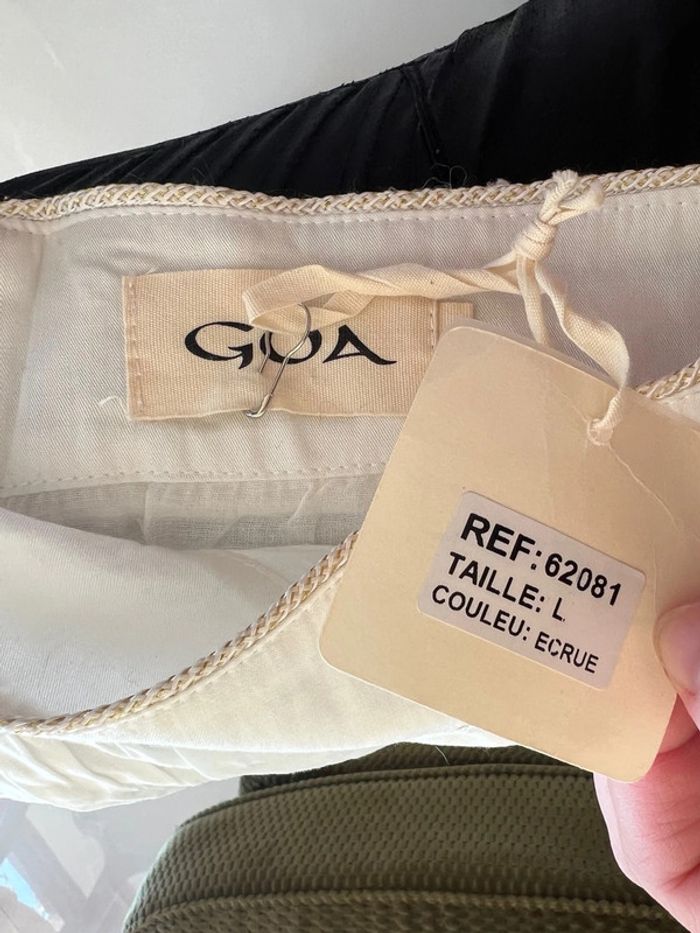 GOA
REF: 62081
TAILLE: L
COULEU: ECRUE